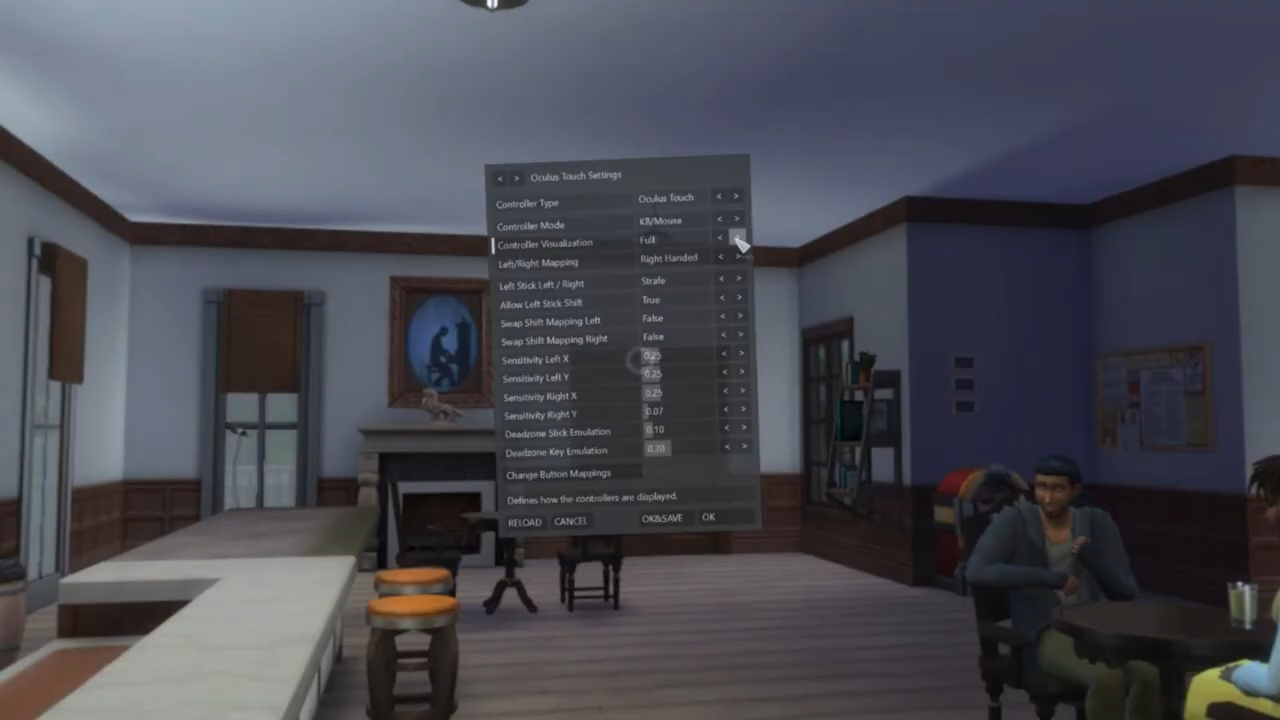 < > Oculus Touch Settings
Controller Type Oculus Touch < >
Controller Mode KB/Mouse < >
Controller Visualization Full <
Left/Right Mapping Right Handed < >
Left Stick Left / Right Strafe < >
Allow Left Stick Shift True < >
Swap Shift Mapping Left False < >
Swap Shift Mapping Right False < >
Sensitivity Left X 0.25 < >
Sensitivity Left Y 0.25 < >
Sensitivity Right X 0.25 < >
Sensitivity Right Y 0.07 < >
Deadzone Stick Emulation 0.10 < >
Deadzone Key Emulation 0.30 < >
Change Button Mappings
Defines how the controllers are displayed.
RELOAD CANCEL OK&SAVE OK